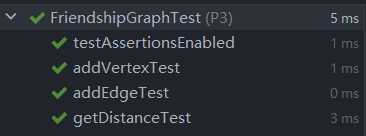 FriendshipGraphTest (P3) 5 ms
testAssertionsEnabled 1 ms
addVertexTest 1 ms
addEdgeTest 0 ms
getDistanceTest 3 ms